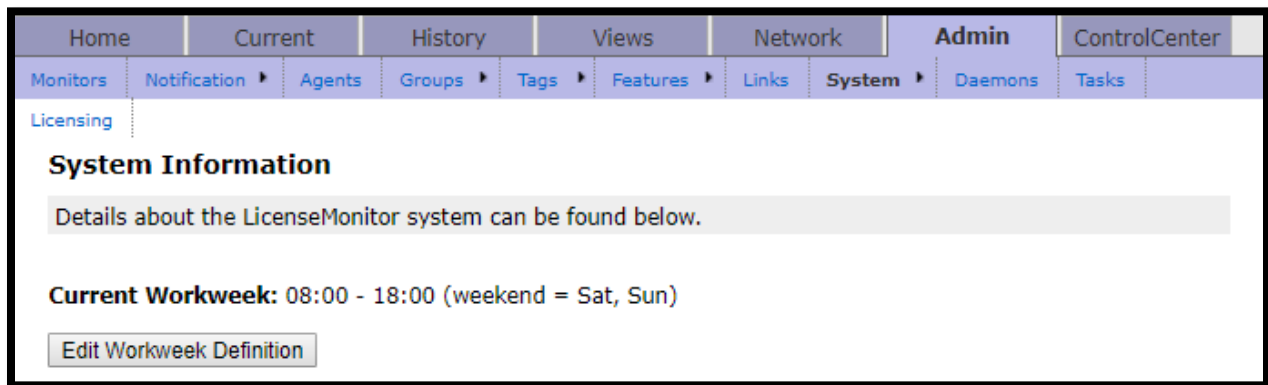 Home Current History Views Network Admin ControlCenter
Monitors Notification Agents Groups Tags Features Links System Daemons Tasks
Licensing
System Information
Details about the LicenseMonitor system can be found below.
Current Workweek: 08:00 - 18:00 (weekend = Sat, Sun)
Edit Workweek Definition